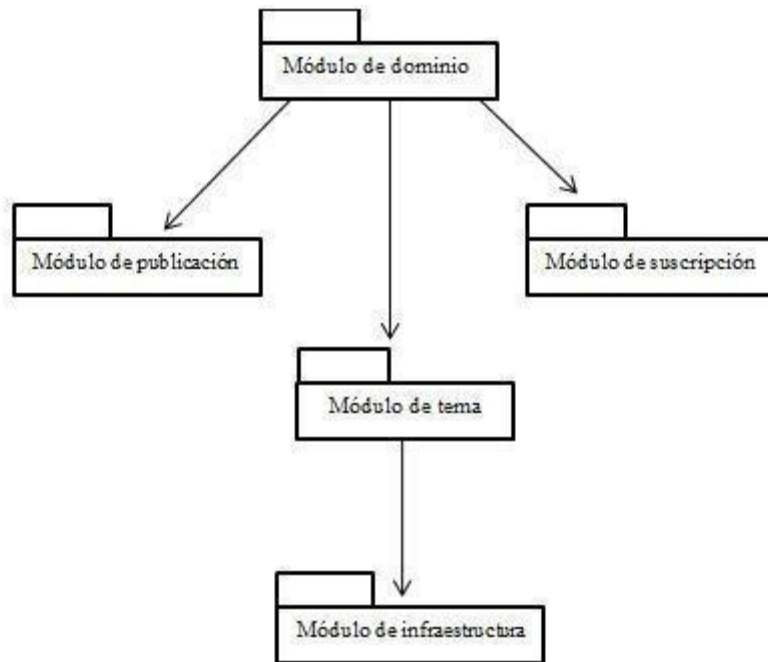 Módulo de dominio
Módulo de publicación
Módulo de suscripción
Módulo de tema
Módulo de infraestructura